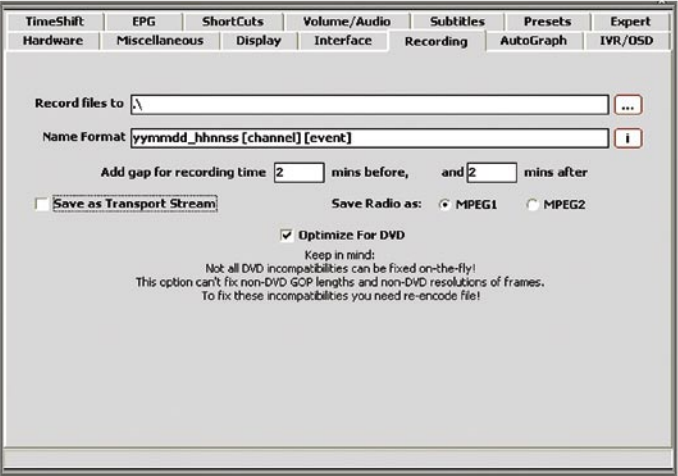 TimeShift EPG ShortCuts Volume/Audio Subtitles Presets Expert
Hardware Miscellaneous Display Interface Recording AutoGraph IVR/OSD
Record files to .\ ...
Name Format yymmdd_hhnnss [channel] [event] i
Add gap for recording time 2 mins before, and 2 mins after
Save as Transport Stream Save Radio as: MPEG1 MPEG2
Optimize For DVD
Keep in mind:
Not all DVD incompatibilities can be fixed on-the-fly!
This option can't fix non-DVD GOP lengths and non-DVD resolutions of frames.
To fix these incompatibilities you need re-encode file!